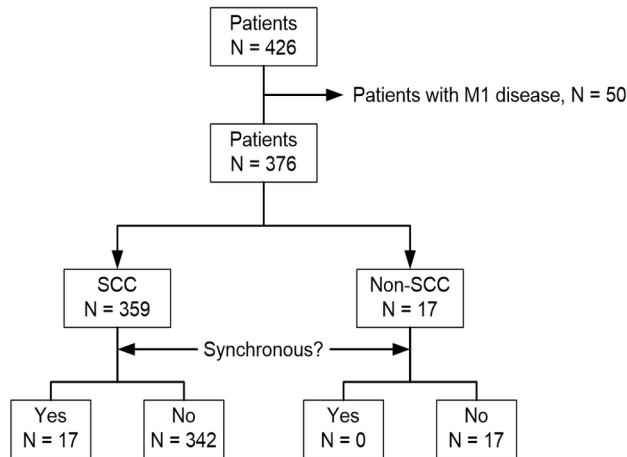 Patients
N = 426
Patients with M1 disease, N = 50
Patients
N = 376
SCC
N = 359
Non-SCC
N = 17
Synchronous?
Yes
N = 17
No
N = 342
Yes
N = 0
No
N = 17